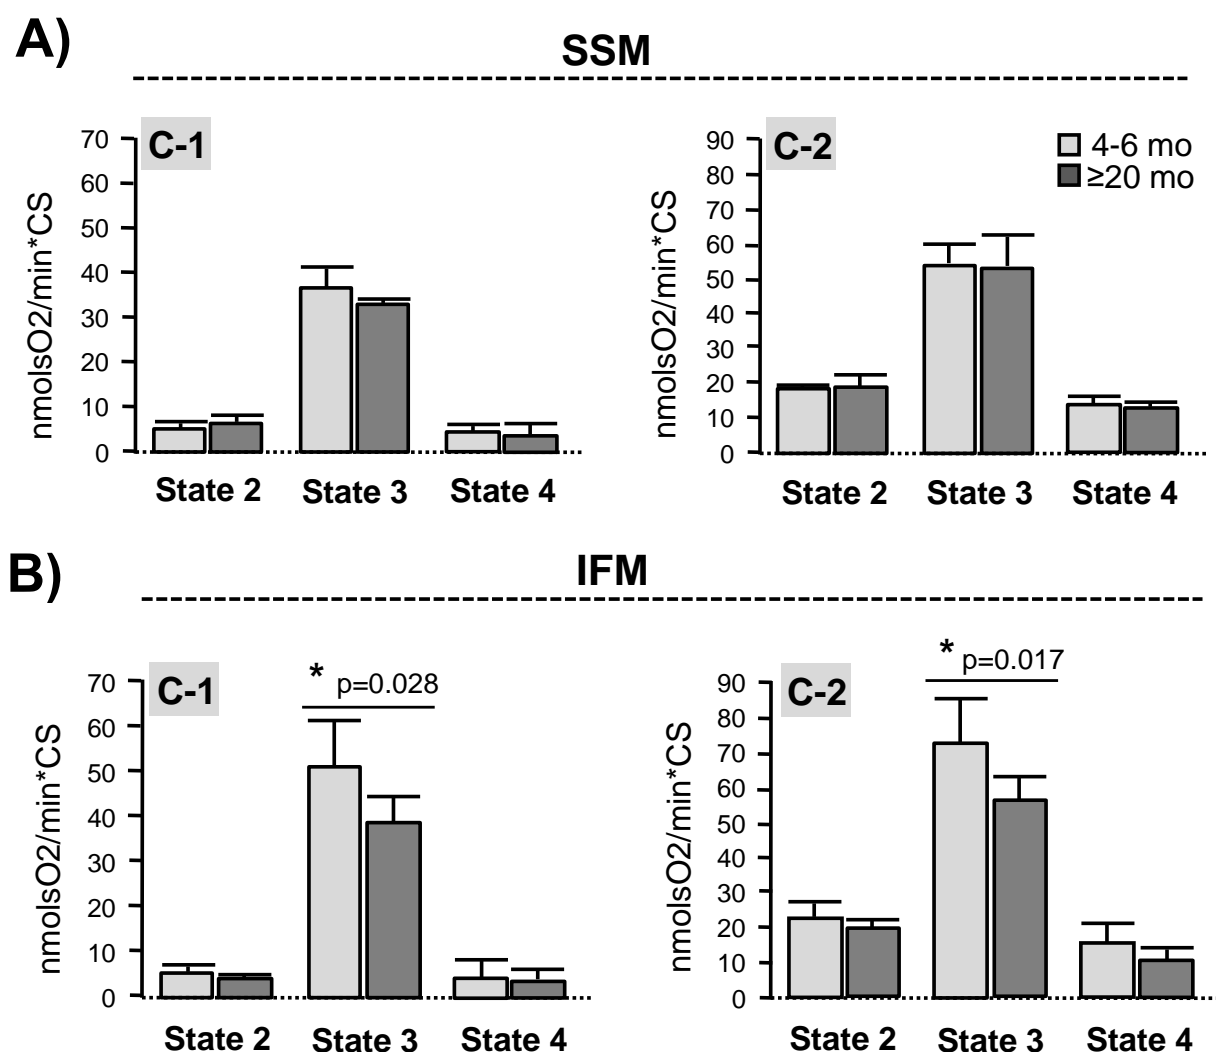 A)
SSM
C-1
nmolsO2/min*CS
70
60
50
40
30
20
10
0
State 2 State 3 State 4
C-2
4-6 mo
≥20 mo
nmolsO2/min*CS
90
80
70
60
50
40
30
20
10
0
State 2 State 3 State 4
B)
IFM
C-1
* p=0.028
nmolsO2/min*CS
70
60
50
40
30
20
10
0
State 2 State 3 State 4
C-2
* p=0.017
nmolsO2/min*CS
90
80
70
60
50
40
30
20
10
0
State 2 State 3 State 4